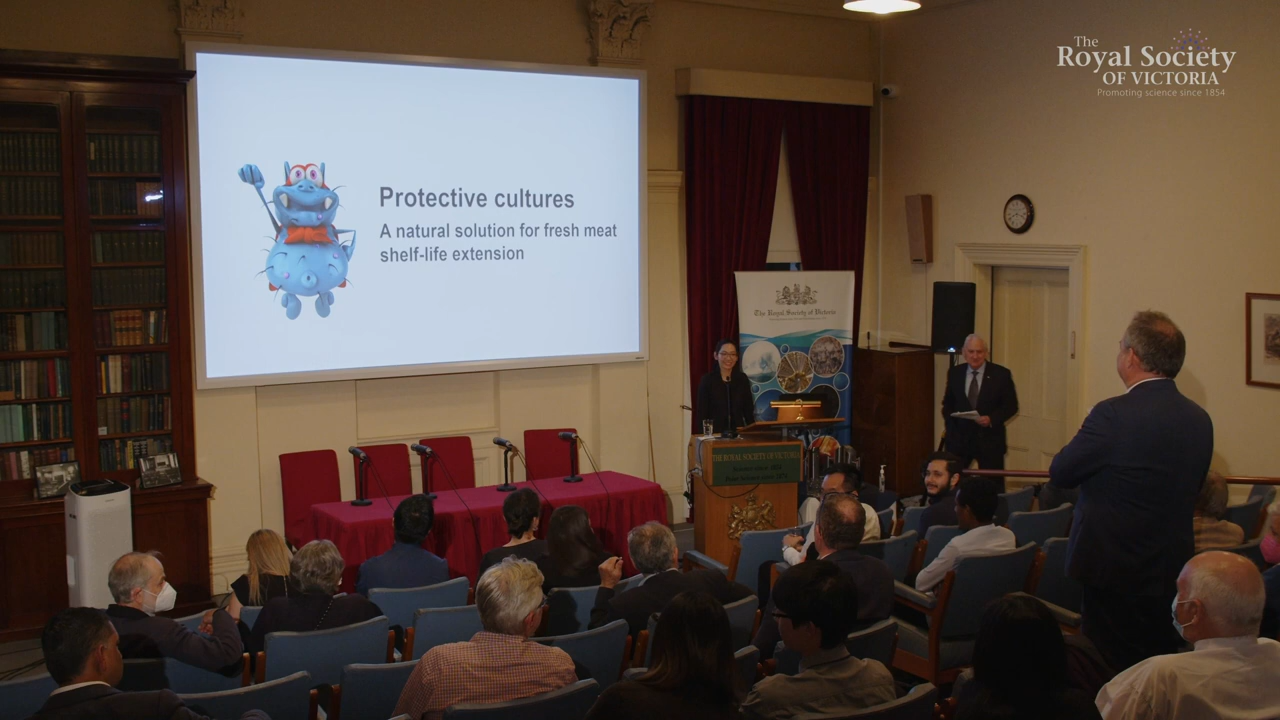 The
Royal Society
OF VICTORIA
Promoting science since 1854
Protective cultures
A natural solution for fresh meat
shelf-life extension
The Royal Society of Victoria
THE ROYAL SOCIETY OF VICTORIA